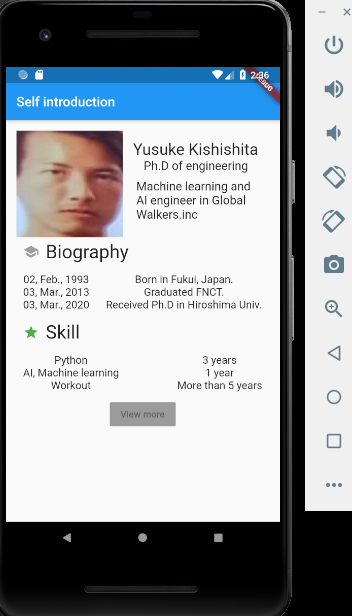 2:36
DEBUG
Self introduction
Yusuke Kishishita
Ph.D of engineering
Machine learning and
AI engineer in Global
Walkers.inc
Biography
02, Feb., 1993 Born in Fukui, Japan.
03, Mar., 2013 Graduated FNCT.
03, Mar., 2020 Received Ph.D in Hiroshima Univ.
Skill
Python 3 years
AI, Machine learning 1 year
Workout More than 5 years
View more